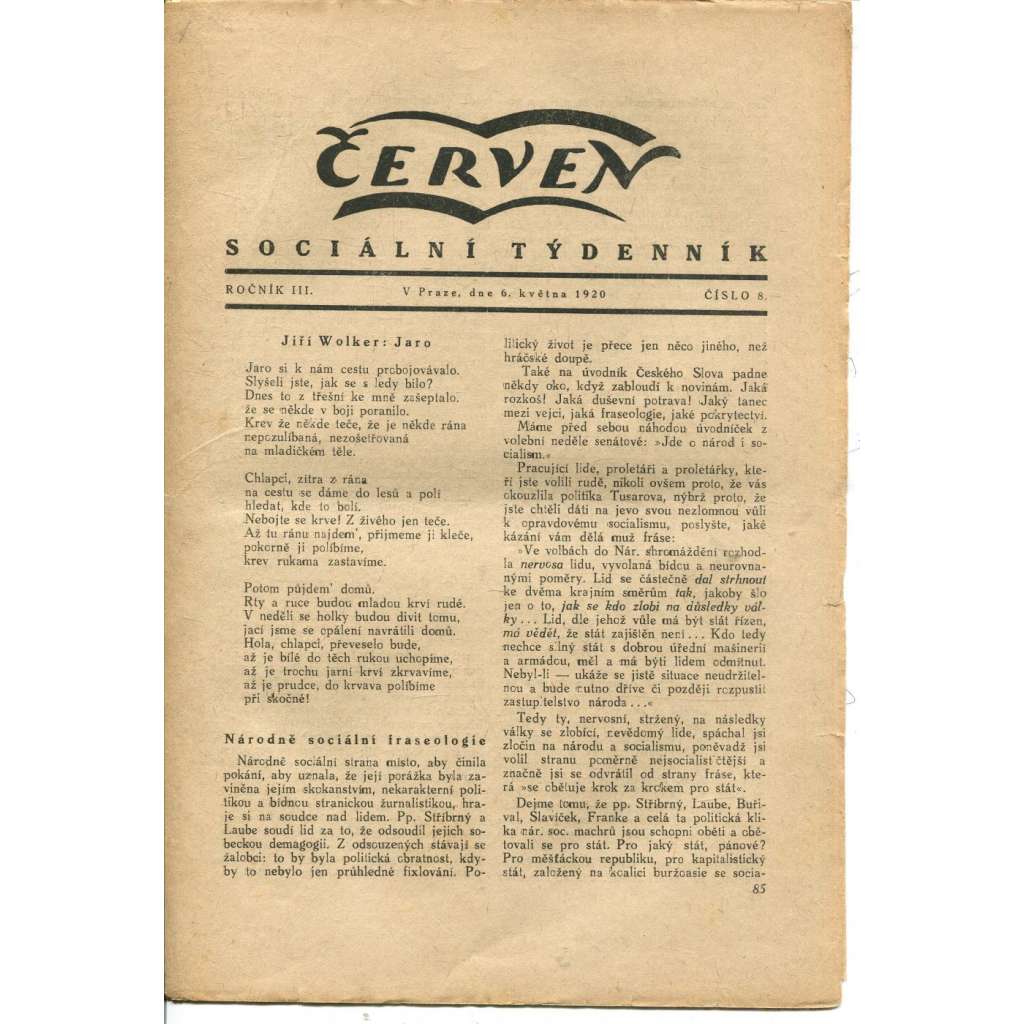 ČERVEN
SOCIÁLNÍ TÝDENNÍK
ROČNÍK III.
V Praze, dne 6. května 1920
ČÍSLO 8.
Jiří Wolker: Jaro
Jaro si k nám cestu probojovávalo.
Slyšeli jste, jak se s ledy bilo?
Dnes to z třešní ke mně zašeptalo.
že se někde v boji poranilo.
Krev že někde teče, že je někde rána
nepozulíbaná, nezošetřovaná
na mladičkém těle.
Chlapci, zítra z rána
na cestu se dáme do lesů a polí
hledat, kde to bolí.
Nebojte se krve! Z živého jen teče.
Až tu ránu najdem', přijmeme ji kleče,
pokorně ji políbíme,
krev rukama zastavíme.
Potom půjdem' domů.
Rty a ruce budou mladou krví rudé.
V neděli se holky budou divit tomu,
jací jsme se opálení navrátili domů.
Hola, chlapci, převeselo bude,
až je bílé do těch rukou uchopíme,
až je trochu jarní krví zkrvavíme,
až je prudce, do krvava políbíme
při skočné!
Národně sociální fraseologie
Národně sociální strana místo, aby činila
pokání, aby uznala, že její porážka byla za-
viněna jejím skokanstvím, nekarakterní poli-
tikou a bídnou stranickou žurnalistikou, hra-
je si na soudce nad lidem. Pp. Stříbrný a
Laube soudí lid za to, že odsoudil jejich so-
beckou demagogii. Z odsouzených stávají se
žalobci: to by byla politická obratnost, kdy-
by to nebylo jen průhledné fixlování. Po-
litický život je přece jen něco jiného, než
hráčské doupě.
Také na úvodník Českého Slova padne
někdy oko, když zabloudí k novinám. Jaká
rozkoš! Jaká duševní potrava! Jaký tanec
mezi vejci, jaká fraseologie, jaké pokrytectví.
Máme před sebou náhodou úvodníček z
volební neděle senátové: »Jde o národ i so-
cialism.«
Pracující lide, proletáři a proletářky, kte-
ří jste volili rudě, nikoli ovšem proto, že vás
okouzlila politika Tusarova, nýbrž proto, že
jste chtěli dáti na jevo svou nezlomnou vůli
k opravdovému socialismu, poslyšte, jaké
kázání vám dělá muž fráse:
»Ve volbách do Nár. shromáždění rozhod-
la nervosa lidu, vyvolaná bídou a neurovna-
nými poměry. Lid se částečně dal strhnout
ke dvěma krajním směrům tak, jakoby šlo
jen o to, jak se kdo zlobí na důsledky vál-
ky... Lid, dle jehož vůle má být stát řízen,
má vědět, že stát zajištěn není... Kdo tedy
nechce silný stát s dobrou úřední mašinerií
a armádou, měl a má býti lidem odmítnut.
Nebyl-li — ukáže se jistě situace neudržitel-
nou a bude nutno dříve či později rozpustit
zastupitelstvo národa...«
Tedy ty, nervosní, stržený, na následky
války se zlobící, nevědomý lide, spáchal jsi
zločin na národu a socialismu, poněvadž jsi
volil stranu poměrně nejsocialističtější a
značně jsi se odvrátil od strany fráse, kte-
rá »se obětuje krok za krokem pro stát«.
Dejme tomu, že pp. Stříbrný, Laube, Buří-
val, Slavíček, Franke a celá ta politická kli-
ka nár. soc. machrů jsou schopni oběti a obě-
tovali se pro stát. Pro jaký stát, pánové?
Pro měšťáckou republiku, pro kapitalistický
stát, založený na koalici buržoasie se socia-
85